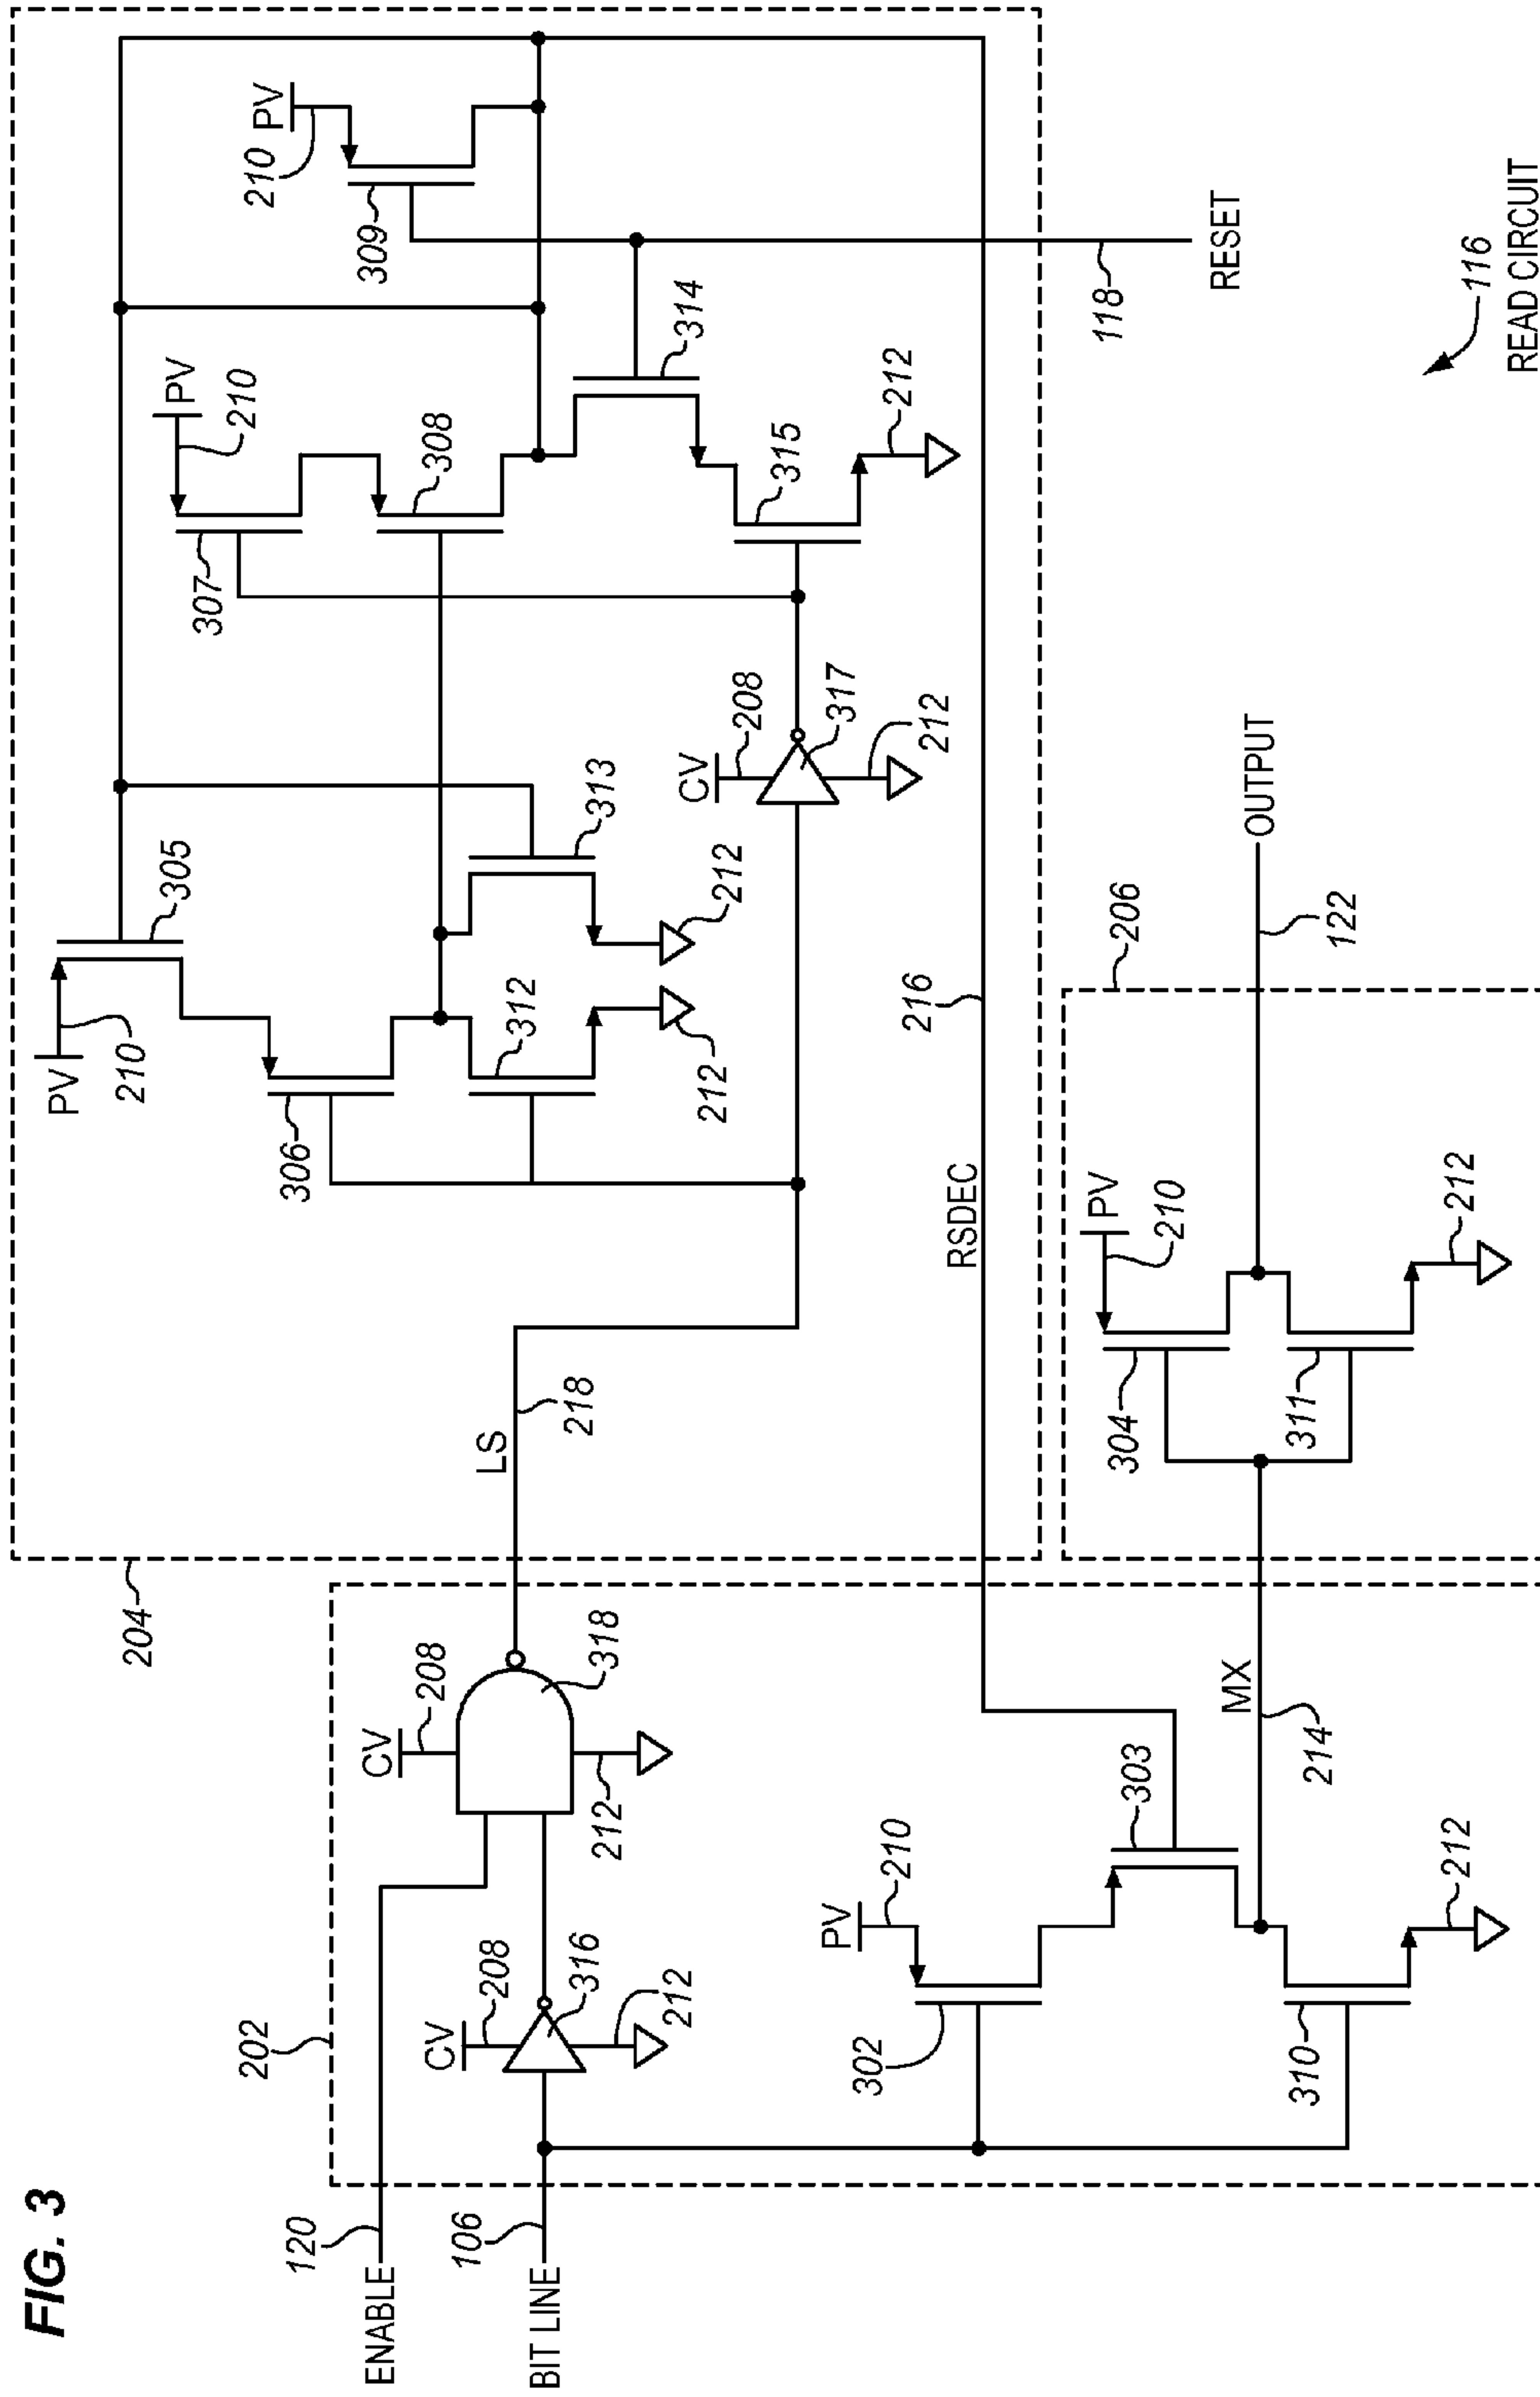 FIG. 3
204
PV
210
305
306
312
212
313
212
PV
210
307
308
210
PV
309
314
315
212
CV
208
317
212
118
RESET
LS
218
RSDEC
216
202
ENABLE
120
BIT LINE
106
CV
208
316
212
CV
208
318
212
302
PV
210
303
310
212
MX
214
206
304
PV
210
311
212
122
OUTPUT
116
READ CIRCUIT